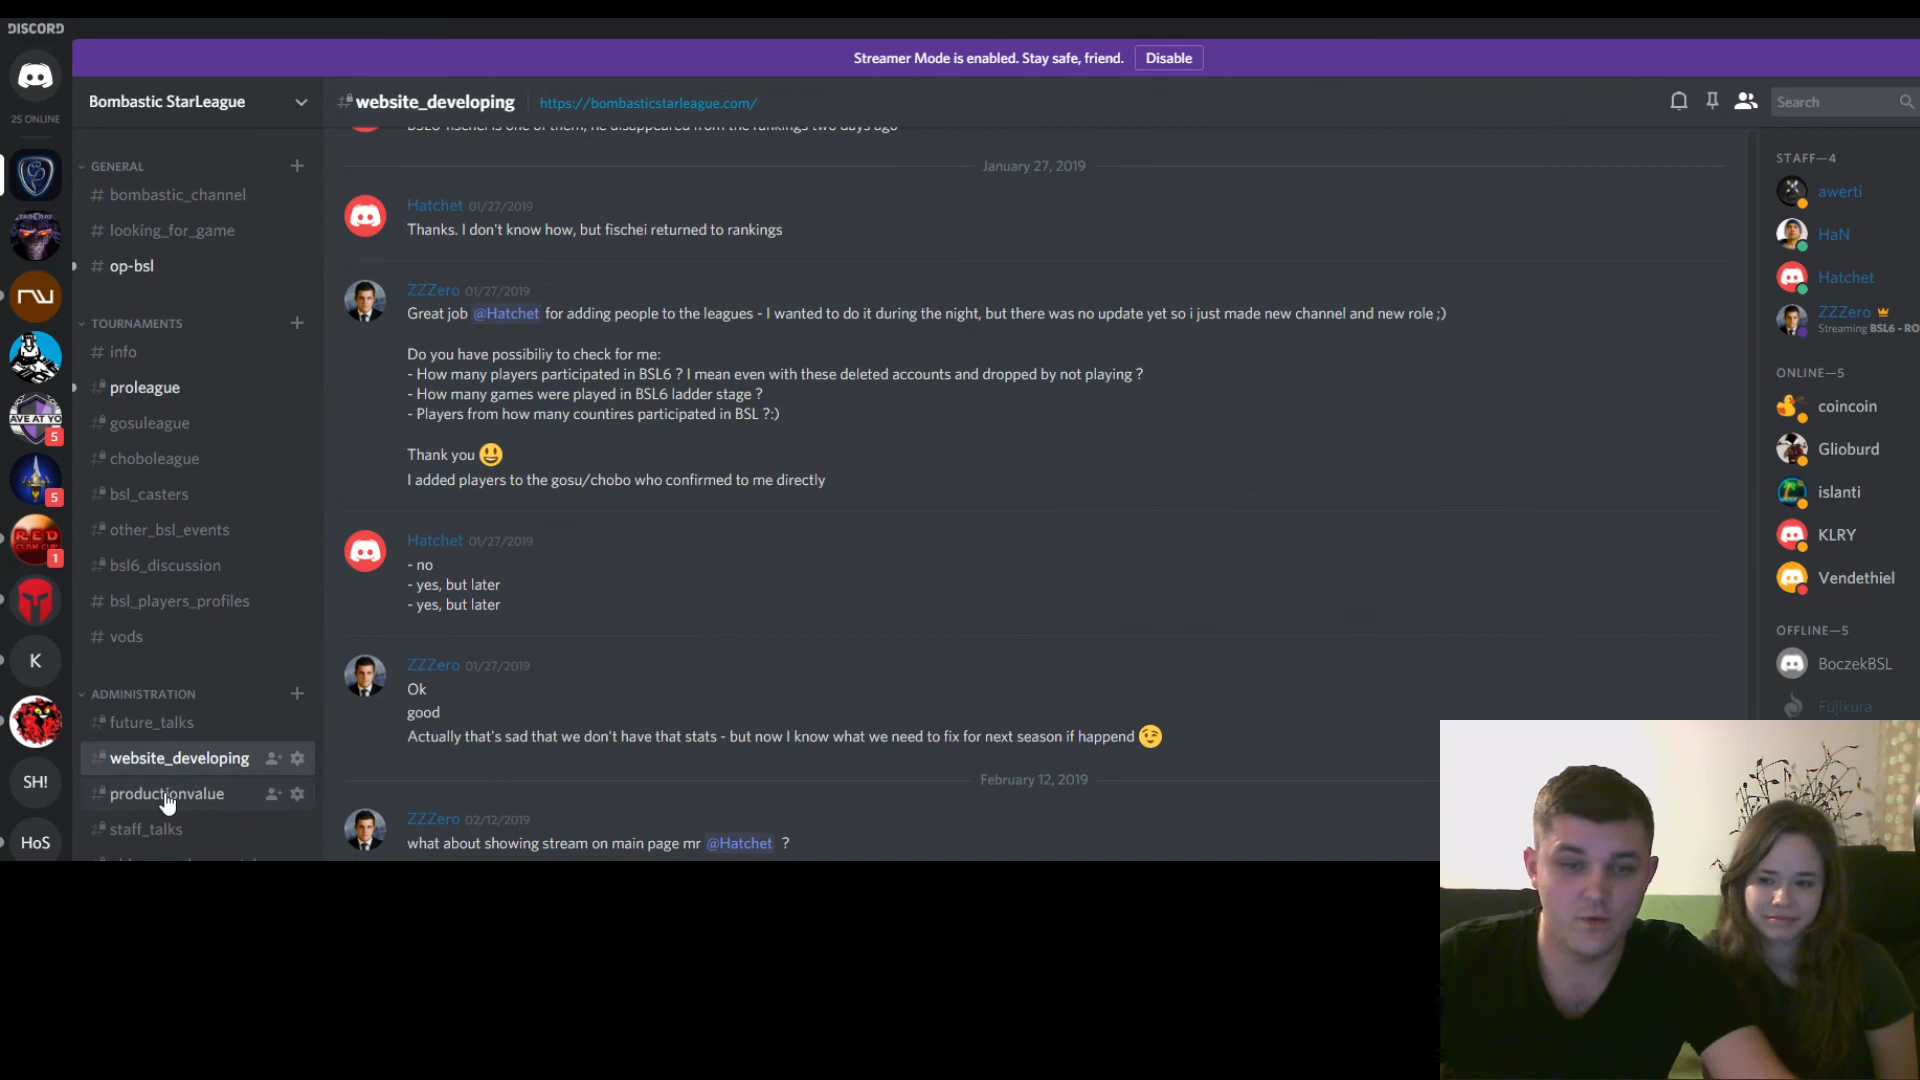 DISCORD
Streamer Mode is enabled. Stay safe, friend. Disable
25 ONLINE
5
5
RED
1
K
SH!
HoS
Bombastic StarLeague
GENERAL
# bombastic_channel
# looking_for_game
# op-bsl
TOURNAMENTS
# info
proleague
gosuleague
choboleague
bsl_casters
other_bsl_events
bsl6_discussion
# bsl_players_profiles
# vods
ADMINISTRATION
future_talks
website_developing
productionvalue
staff_talks
website_developing https://bombasticstarleague.com/
Search
January 27, 2019
Hatchet 01/27/2019
Thanks. I don't know how, but fischei returned to rankings
ZZZero 01/27/2019
Great job @Hatchet for adding people to the leagues - I wanted to do it during the night, but there was no update yet so i just made new channel and new role ;)
Do you have possibiliy to check for me:
- How many players participated in BSL6 ? I mean even with these deleted accounts and dropped by not playing ?
- How many games were played in BSL6 ladder stage ?
- Players from how many countires participated in BSL ?:)
Thank you
I added players to the gosu/chobo who confirmed to me directly
Hatchet 01/27/2019
- no
- yes, but later
- yes, but later
ZZZero 01/27/2019
Ok
good
Actually that's sad that we don't have that stats - but now I know what we need to fix for next season if happend
February 12, 2019
ZZZero 02/12/2019
what about showing stream on main page mr @Hatchet ?
STAFF—4
awerti
HaN
Hatchet
ZZZero
Streaming BSL6 - RO
ONLINE—5
coincoin
Glioburd
islanti
KLRY
Vendethiel
OFFLINE—5
BoczekBSL
Fujikura